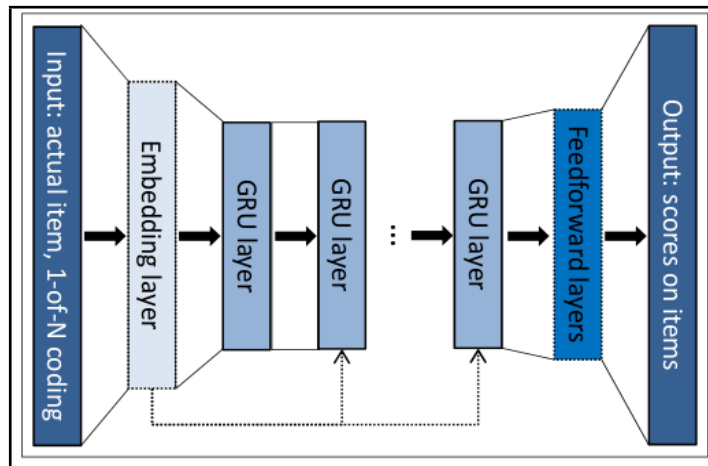 Input: actual item, 1-of-N coding
Embedding layer
GRU layer
GRU layer
...
GRU layer
Feedforward layers
Output: scores on items